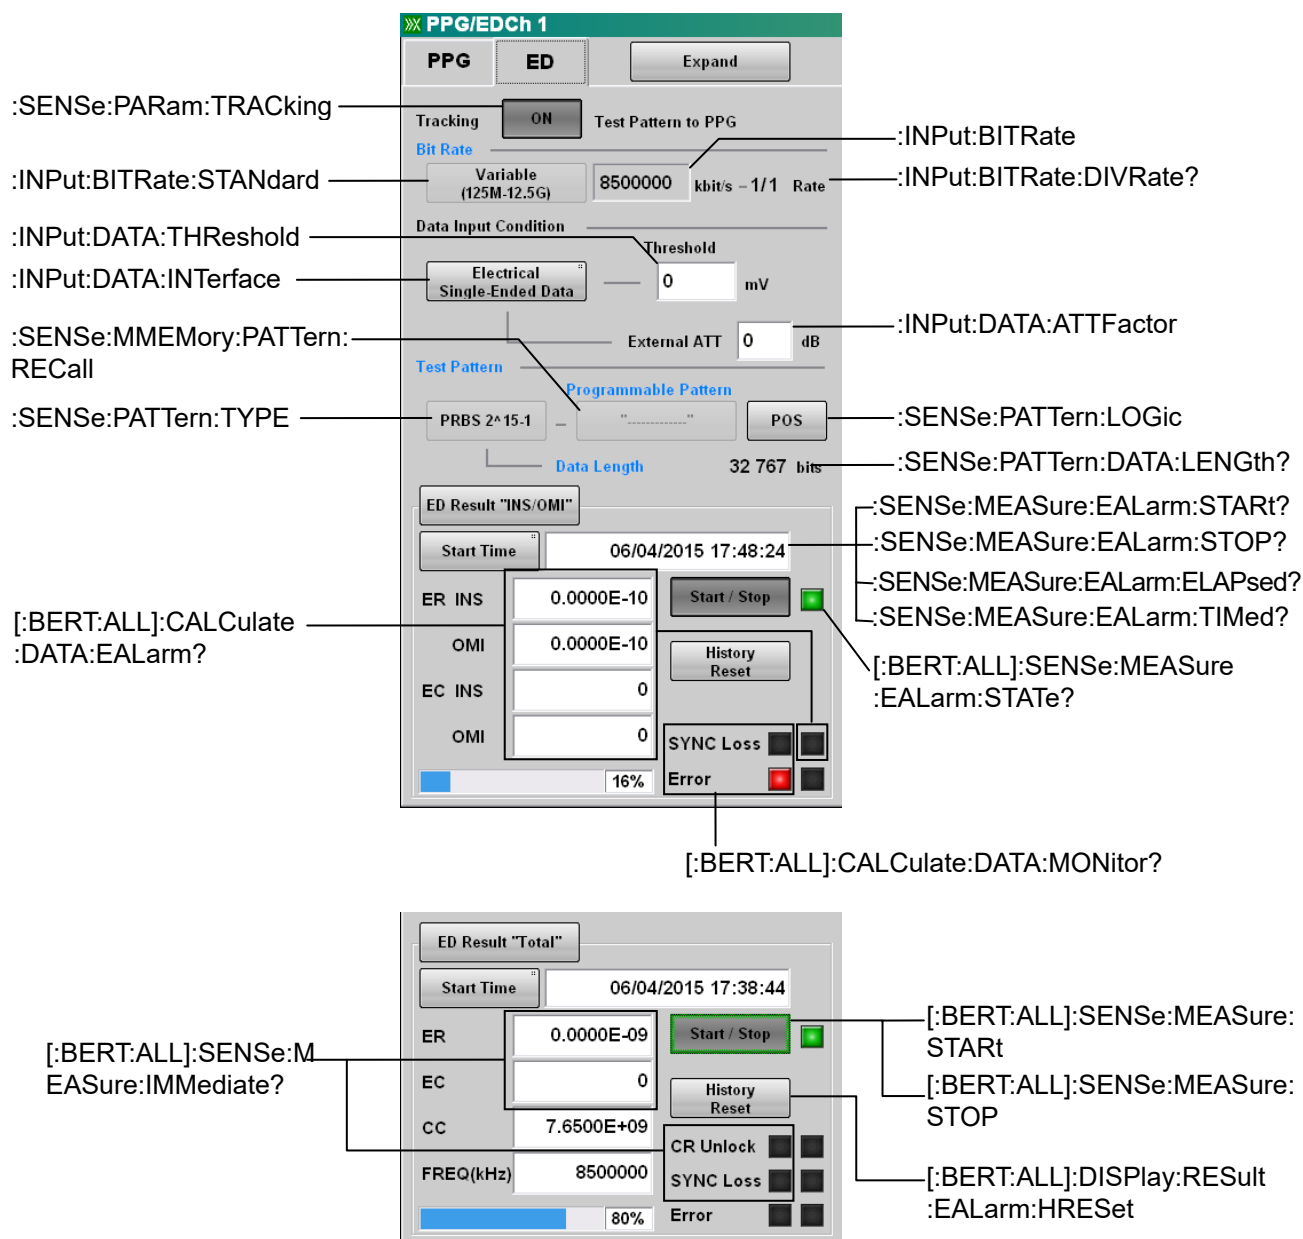 PPG/EDCh 1
PPG
ED
Expand
:SENSe:PARam:TRACking
Tracking
ON
Test Pattern to PPG
Bit Rate
:INPut:BITRate
:INPut:BITRate:STANdard
Variable
(125M-12.5G)
8500000
kbit/s – 1/1 Rate
:INPut:BITRate:DIVRate?
Data Input Condition
:INPut:DATA:THReshold
Threshold
:INPut:DATA:INTerface
Electrical
Single-Ended Data
0
mV
:SENSe:MMEMory:PATTern:
RECall
External ATT
0
dB
:INPut:DATA:ATTFactor
Test Pattern
Programmable Pattern
:SENSe:PATTern:TYPE
PRBS 2^15-1
"-------------"
POS
:SENSe:PATTern:LOGic
Data Length
32 767 bits
:SENSe:PATTern:DATA:LENGth?
ED Result "INS/OMI"
:SENSe:MEASure:EALarm:STARt?
Start Time
06/04/2015 17:48:24
:SENSe:MEASure:EALarm:STOP?
:SENSe:MEASure:EALarm:ELAPsed?
:SENSe:MEASure:EALarm:TIMed?
ER INS
0.0000E-10
Start / Stop
[:BERT:ALL]:CALCulate
:DATA:EALarm?
OMI
0.0000E-10
History
Reset
[:BERT:ALL]:SENSe:MEASure
:EALarm:STATe?
EC INS
0
OMI
0
SYNC Loss
16%
Error
[:BERT:ALL]:CALCulate:DATA:MONitor?
ED Result "Total"
Start Time
06/04/2015 17:38:44
ER
0.0000E-09
Start / Stop
[:BERT:ALL]:SENSe:MEASure:
STARt
[:BERT:ALL]:SENSe:M
EASure:IMMediate?
EC
0
History
Reset
[:BERT:ALL]:SENSe:MEASure:
STOP
CC
7.6500E+09
CR Unlock
FREQ(kHz)
8500000
SYNC Loss
[:BERT:ALL]:DISPlay:RESult
:EALarm:HRESet
80%
Error